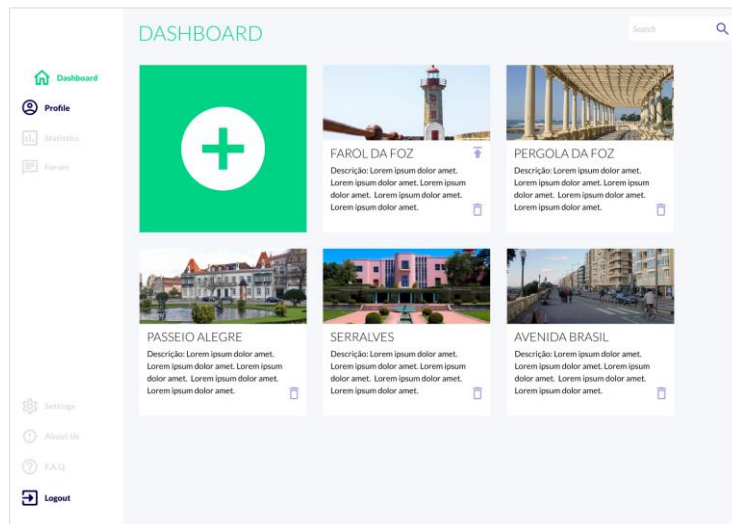 DASHBOARD
Search
Dashboard
Profile
Statistics
Forum
Settings
About Us
F.A.Q.
Logout
FAROL DA FOZ
Descrição: Lorem ipsum dolor amet.
Lorem ipsum dolor amet. Lorem ipsum
dolor amet. Lorem ipsum dolor amet.
Lorem ipsum dolor amet.
PERGOLA DA FOZ
Descrição: Lorem ipsum dolor amet.
Lorem ipsum dolor amet. Lorem ipsum
dolor amet. Lorem ipsum dolor amet.
Lorem ipsum dolor amet.
PASSEIO ALEGRE
Descrição: Lorem ipsum dolor amet.
Lorem ipsum dolor amet. Lorem ipsum
dolor amet. Lorem ipsum dolor amet.
Lorem ipsum dolor amet.
SERRALVES
Descrição: Lorem ipsum dolor amet.
Lorem ipsum dolor amet. Lorem ipsum
dolor amet. Lorem ipsum dolor amet.
Lorem ipsum dolor amet.
AVENIDA BRASIL
Descrição: Lorem ipsum dolor amet.
Lorem ipsum dolor amet. Lorem ipsum
dolor amet. Lorem ipsum dolor amet.
Lorem ipsum dolor amet.